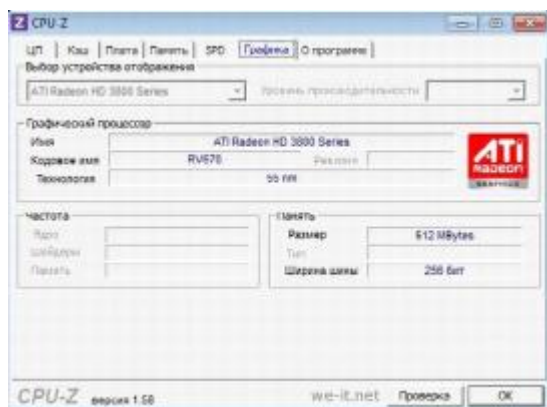 CPU-Z
ЦП | Кэш | Плата | Память | SPD | Графика | О программе
Выбор устройства отображения
ATI Radeon HD 3800 Series Уровень производительности
Графический процессор
Имя ATI Radeon HD 3800 Series
Кодовое имя RV670 Ревизия
Технология 55 nm
ATI
RADEON
GRAPHICS
Частота
Ядро
Шейдеры
Память
Память
Размер 512 MBytes
Тип
Ширина шины 256 бит
CPU-Z версия 1.58 we-it.net Проверка OK